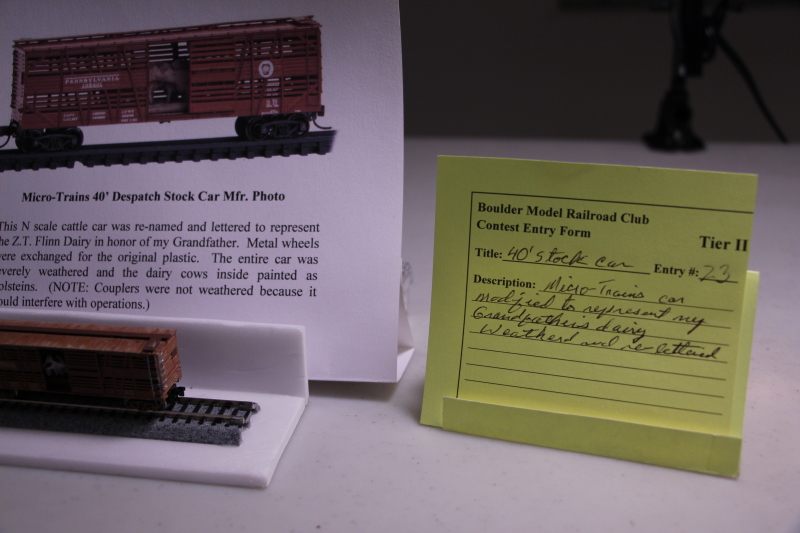 PENNSYLVANIA
Micro-Trains 40' Despatch Stock Car Mfr. Photo
This N scale cattle car was re-named and lettered to represent
the Z.T. Flinn Dairy in honor of my Grandfather. Metal wheels
were exchanged for the original plastic. The entire car was
everely weathered and the dairy cows inside painted as
olsteins. (NOTE: Couplers were not weathered because it
ould interfere with operations.)
Boulder Model Railroad Club
Contest Entry Form
Tier II
Title: 40' stock car Entry #: 23
Description: Micro-Trains car
modified to represent my
Grandfather's dairy
Weatherd and re-lettered